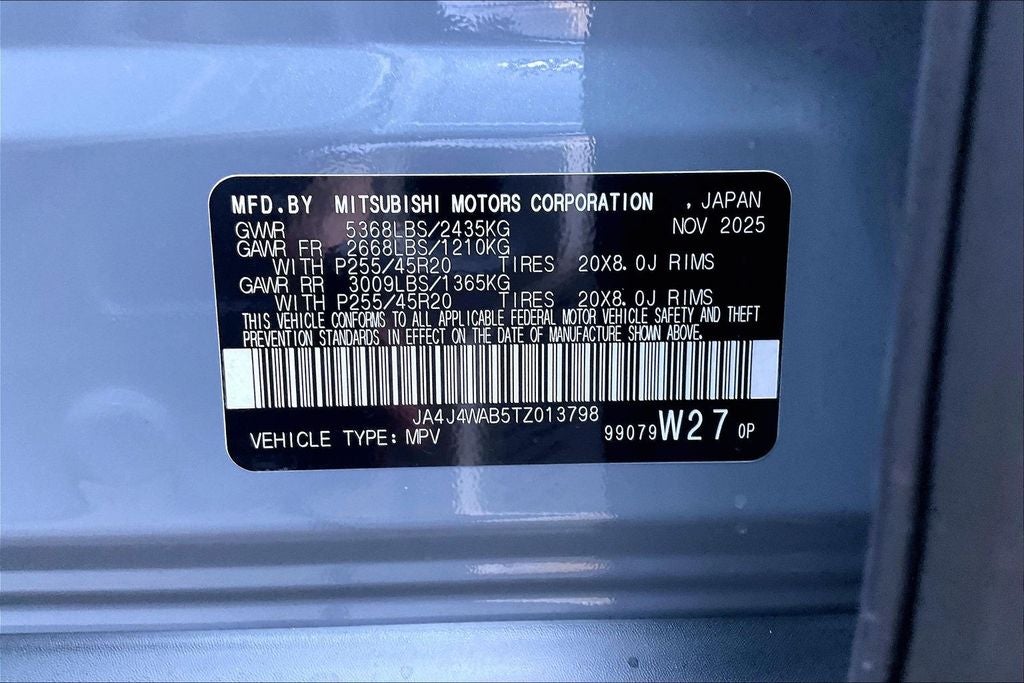 MFD.BY MITSUBISHI MOTORS CORPORATION , JAPAN
GVWR 5368LBS/2435KG NOV 2025
GAWR FR 2668LBS/1210KG
WITH P255/45R20 TIRES 20X8.0J RIMS
GAWR RR 3009LBS/1365KG
WITH P255/45R20 TIRES 20X8.0J RIMS
THIS VEHICLE CONFORMS TO ALL APPLICABLE FEDERAL MOTOR VEHICLE SAFETY AND THEFT
PREVENTION STANDARDS IN EFFECT ON THE DATE OF MANUFACTURE SHOWN ABOVE.
JA4J4WAB5TZ013798
VEHICLE TYPE: MPV 99079 W27 0P